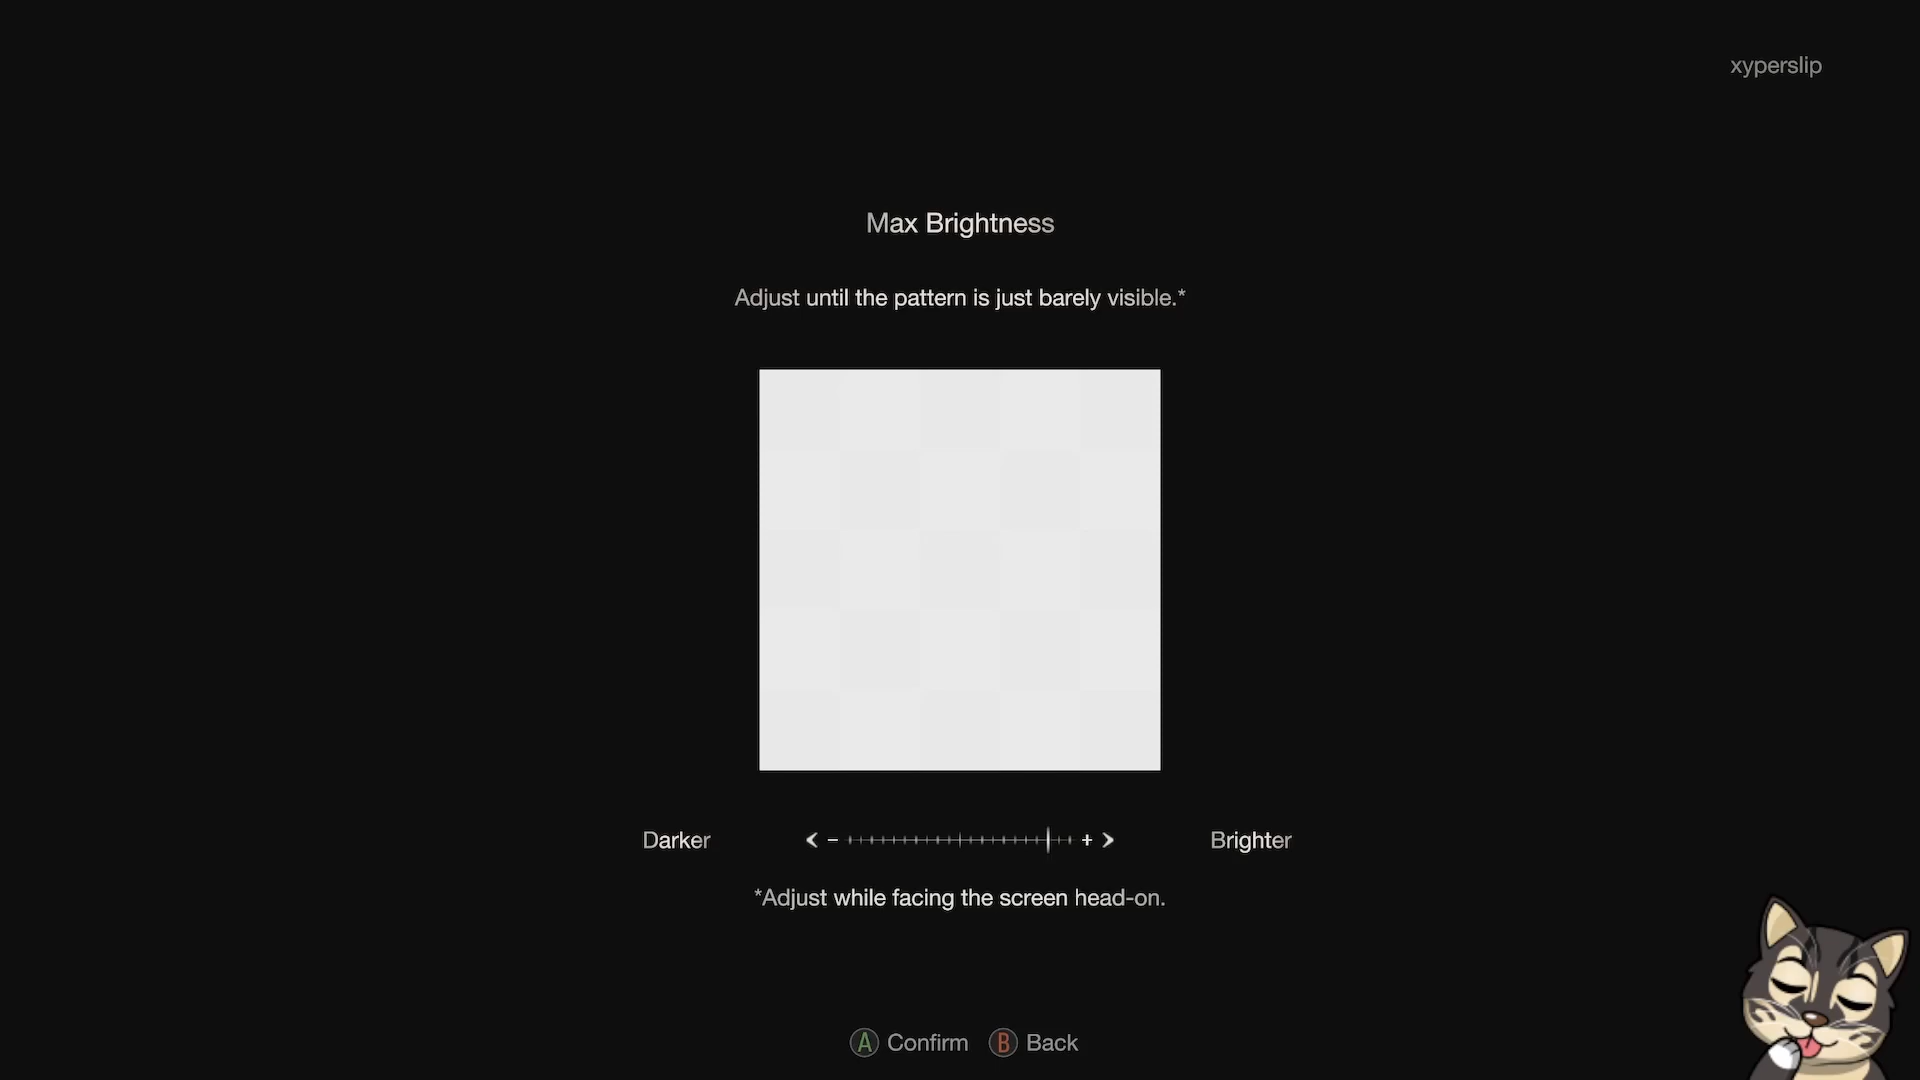 xyperslip
Max Brightness
Adjust until the pattern is just barely visible.*
Darker - + Brighter
*Adjust while facing the screen head-on.
A Confirm B Back